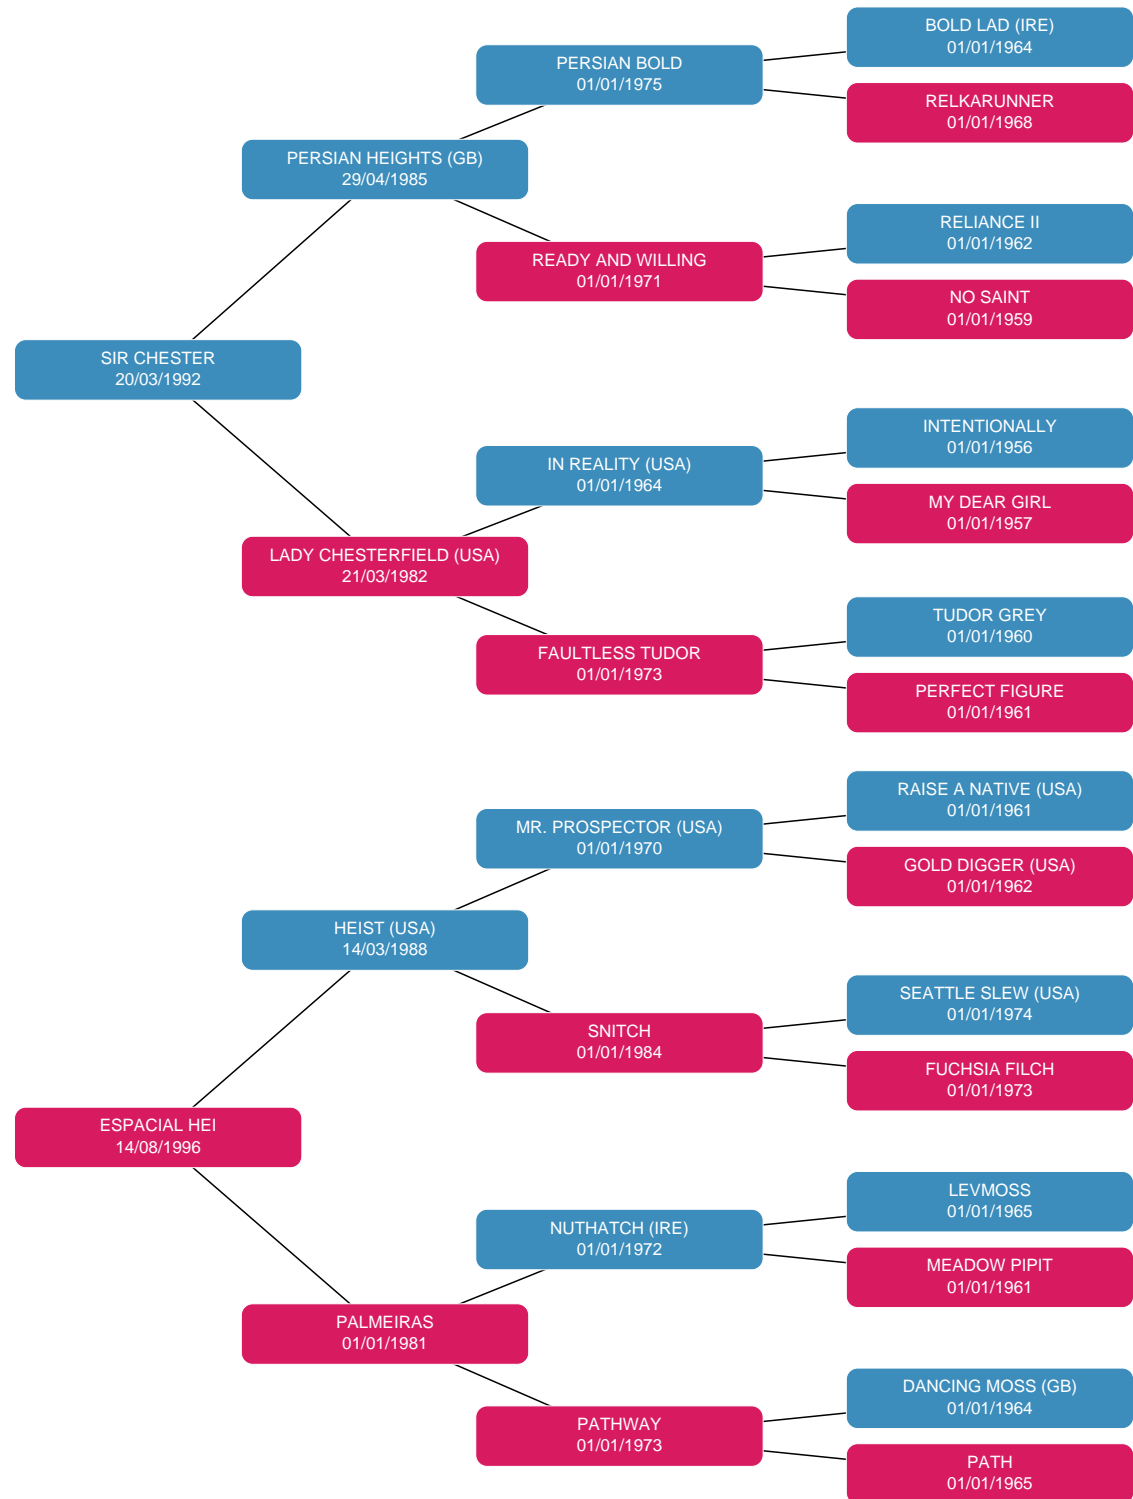 BOLD LAD (IRE)
01/01/1964
PERSIAN BOLD
01/01/1975
RELKARUNNER
01/01/1968
PERSIAN HEIGHTS (GB)
29/04/1985
RELIANCE II
01/01/1962
READY AND WILLING
01/01/1971
NO SAINT
01/01/1959
SIR CHESTER
20/03/1992
INTENTIONALLY
01/01/1956
IN REALITY (USA)
01/01/1964
MY DEAR GIRL
01/01/1957
LADY CHESTERFIELD (USA)
21/03/1982
TUDOR GREY
01/01/1960
FAULTLESS TUDOR
01/01/1973
PERFECT FIGURE
01/01/1961
RAISE A NATIVE (USA)
01/01/1961
MR. PROSPECTOR (USA)
01/01/1970
GOLD DIGGER (USA)
01/01/1962
HEIST (USA)
14/03/1988
SEATTLE SLEW (USA)
01/01/1974
SNITCH
01/01/1984
FUCHSIA FILCH
01/01/1973
ESPACIAL HEI
14/08/1996
LEVMOSS
01/01/1965
NUTHATCH (IRE)
01/01/1972
MEADOW PIPIT
01/01/1961
PALMEIRAS
01/01/1981
DANCING MOSS (GB)
01/01/1964
PATHWAY
01/01/1973
PATH
01/01/1965